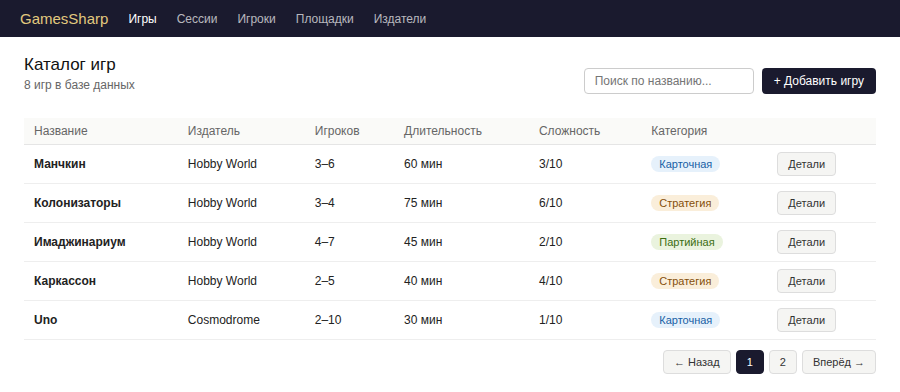 GamesSharp Игры Сессии Игроки Площадки Издатели
Каталог игр
8 игр в базе данных
Поиск по названию... + Добавить игру
Название Издатель Игроков Длительность Сложность Категория
Манчкин Hobby World 3–6 60 мин 3/10 Карточная Детали
Колонизаторы Hobby World 3–4 75 мин 6/10 Стратегия Детали
Имаджинариум Hobby World 4–7 45 мин 2/10 Партийная Детали
Каркассон Hobby World 2–5 40 мин 4/10 Стратегия Детали
Uno Cosmodrome 2–10 30 мин 1/10 Карточная Детали
← Назад 1 2 Вперёд →